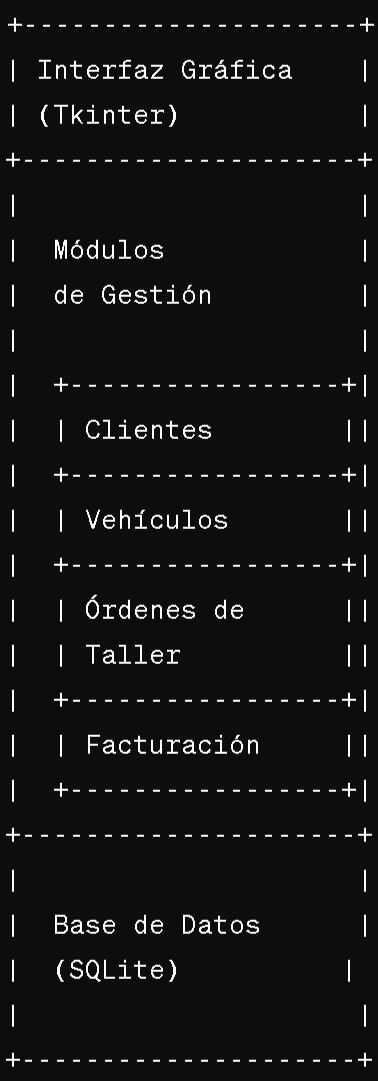 +---------------------+
| Interfaz Gráfica    |
| (Tkinter)           |
+---------------------+
|                     |
|  Módulos            |
|  de Gestión         |
|                     |
|  +-----------------+|
|  | Clientes        ||
|  +-----------------+|
|  | Vehículos       ||
|  +-----------------+|
|  | Órdenes de      ||
|  | Taller          ||
|  +-----------------+|
|  | Facturación     ||
|  +-----------------+|
+---------------------+
|                     |
|  Base de Datos      |
|  (SQLite)          |
|                     |
+---------------------+